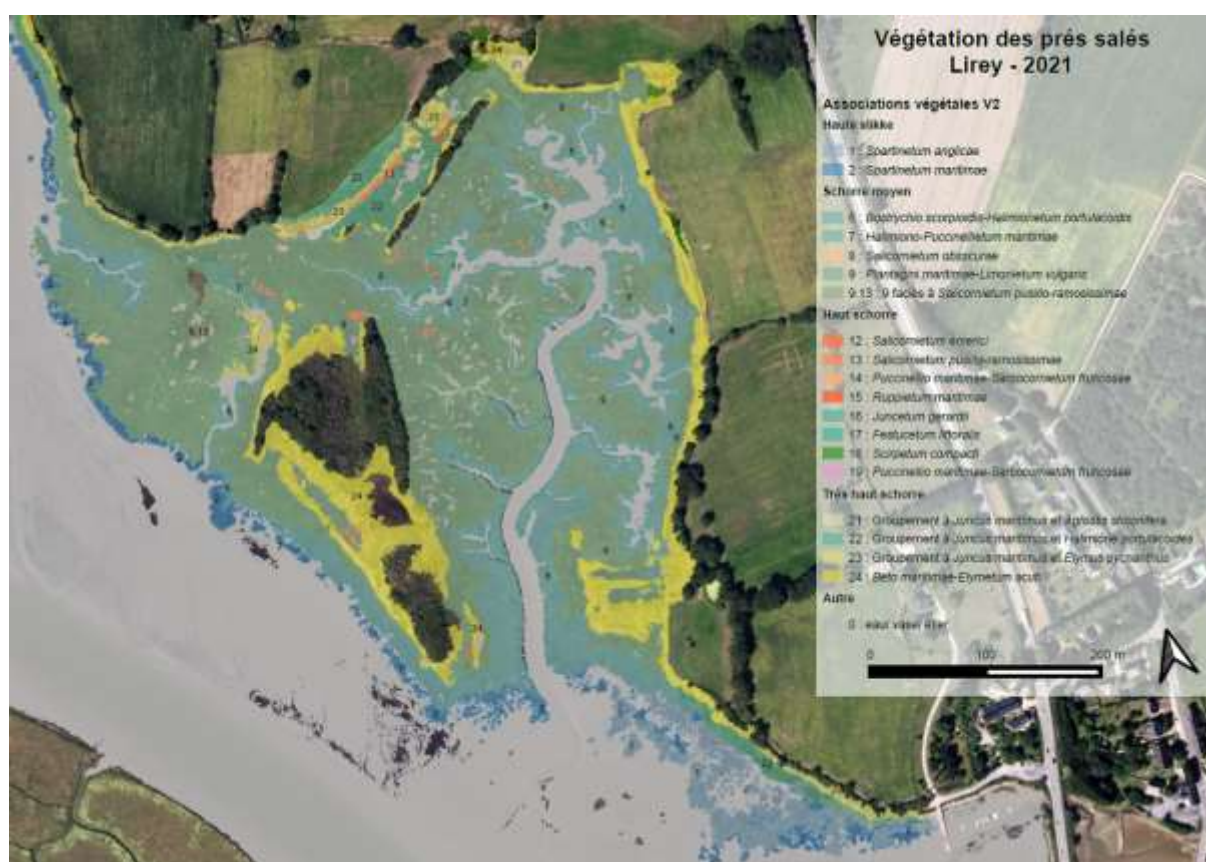 Végétation des prés salés
Lirey - 2021
Associations végétales V2
Haute slikke
1 : Spartinetum anglicae
2 : Spartinetum maritimae
Schorre moyen
6 : Bostrychio scorpioidis-Halimionetum portulacoidis
7 : Halimiono-Puccinellietum maritimae
8 : Salicornietum obscurae
9 : Plantagini maritimae-Limonietum vulgaris
9.13 : 9 faciès à Salicornietum pusillo-ramosissimae
Haut schorre
12 : Salicornietum emerici
13 : Salicornietum pusillo-ramosissimae
14 : Puccinellio maritimae-Sarcocornietum fruticosae
15 : Ruppietum maritimae
16 : Juncetum gerardii
17 : Festucetum littoralis
18 : Scirpetum compacti
19 : Puccinellio maritimae-Sarcocornietum fruticosae
Très haut schorre
21 : Groupement à Juncus maritimus et Agrostis stolonifera
22 : Groupement à Juncus maritimus et Halimione portulacoides
23 : Groupement à Juncus maritimus et Elymus pycnanthus
24 : Beto maritimae-Elymetum acuti
Autre
0 : eau/ vase/ étier
0 100 200 m